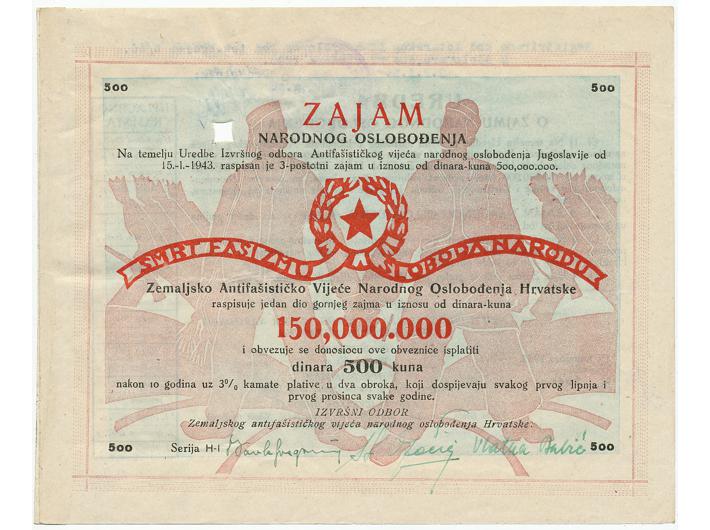 500 500
ZAJAM
NARODNOG OSLOBOĐENJA
Na temelju Uredbe Izvršnog odbora Antifašističkog vijeća narodnog oslobođenja Jugoslavije od
15.-I.-1943. raspisan je 3-postotni zajam u iznosu od dinara-kuna 500,000.000.
SMRT FAŠIZMU SLOBODA NARODU
Zemaljsko Antifašističko Vijeće Narodnog Oslobođenja Hrvatske
raspisuje jedan dio gornjeg zajma u iznosu od dinara-kuna
150,000.000
i obvezuje se donosiocu ove obveznice isplatiti
dinara 500 kuna
nakon 10 godina uz 3% kamate plative u dva obroka, koji dospijevaju svakog prvog lipnja i
prvog prosinca svake godine.
IZVRŠNI ODBOR
Zemaljskog antifašističkog vijeća narodnog oslobođenja Hrvatske:
500 Serija H-I 500